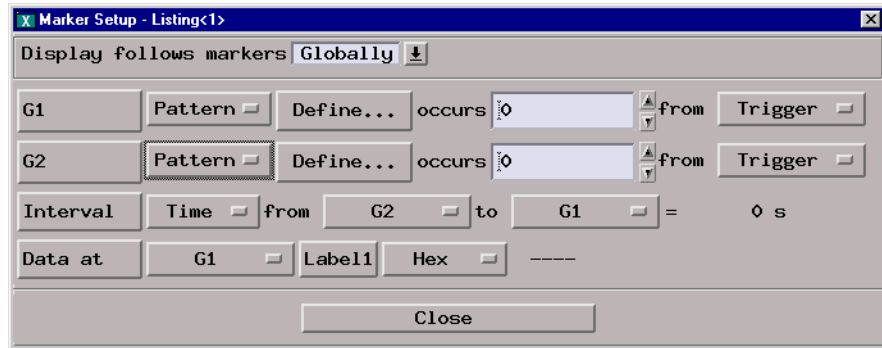 Marker Setup - Listing<1>
Display follows markers Globally
G1 Pattern Define... occurs 0 from Trigger
G2 Pattern Define... occurs 0 from Trigger
Interval Time from G2 to G1 = 0 s
Data at G1 Label1 Hex ----
Close